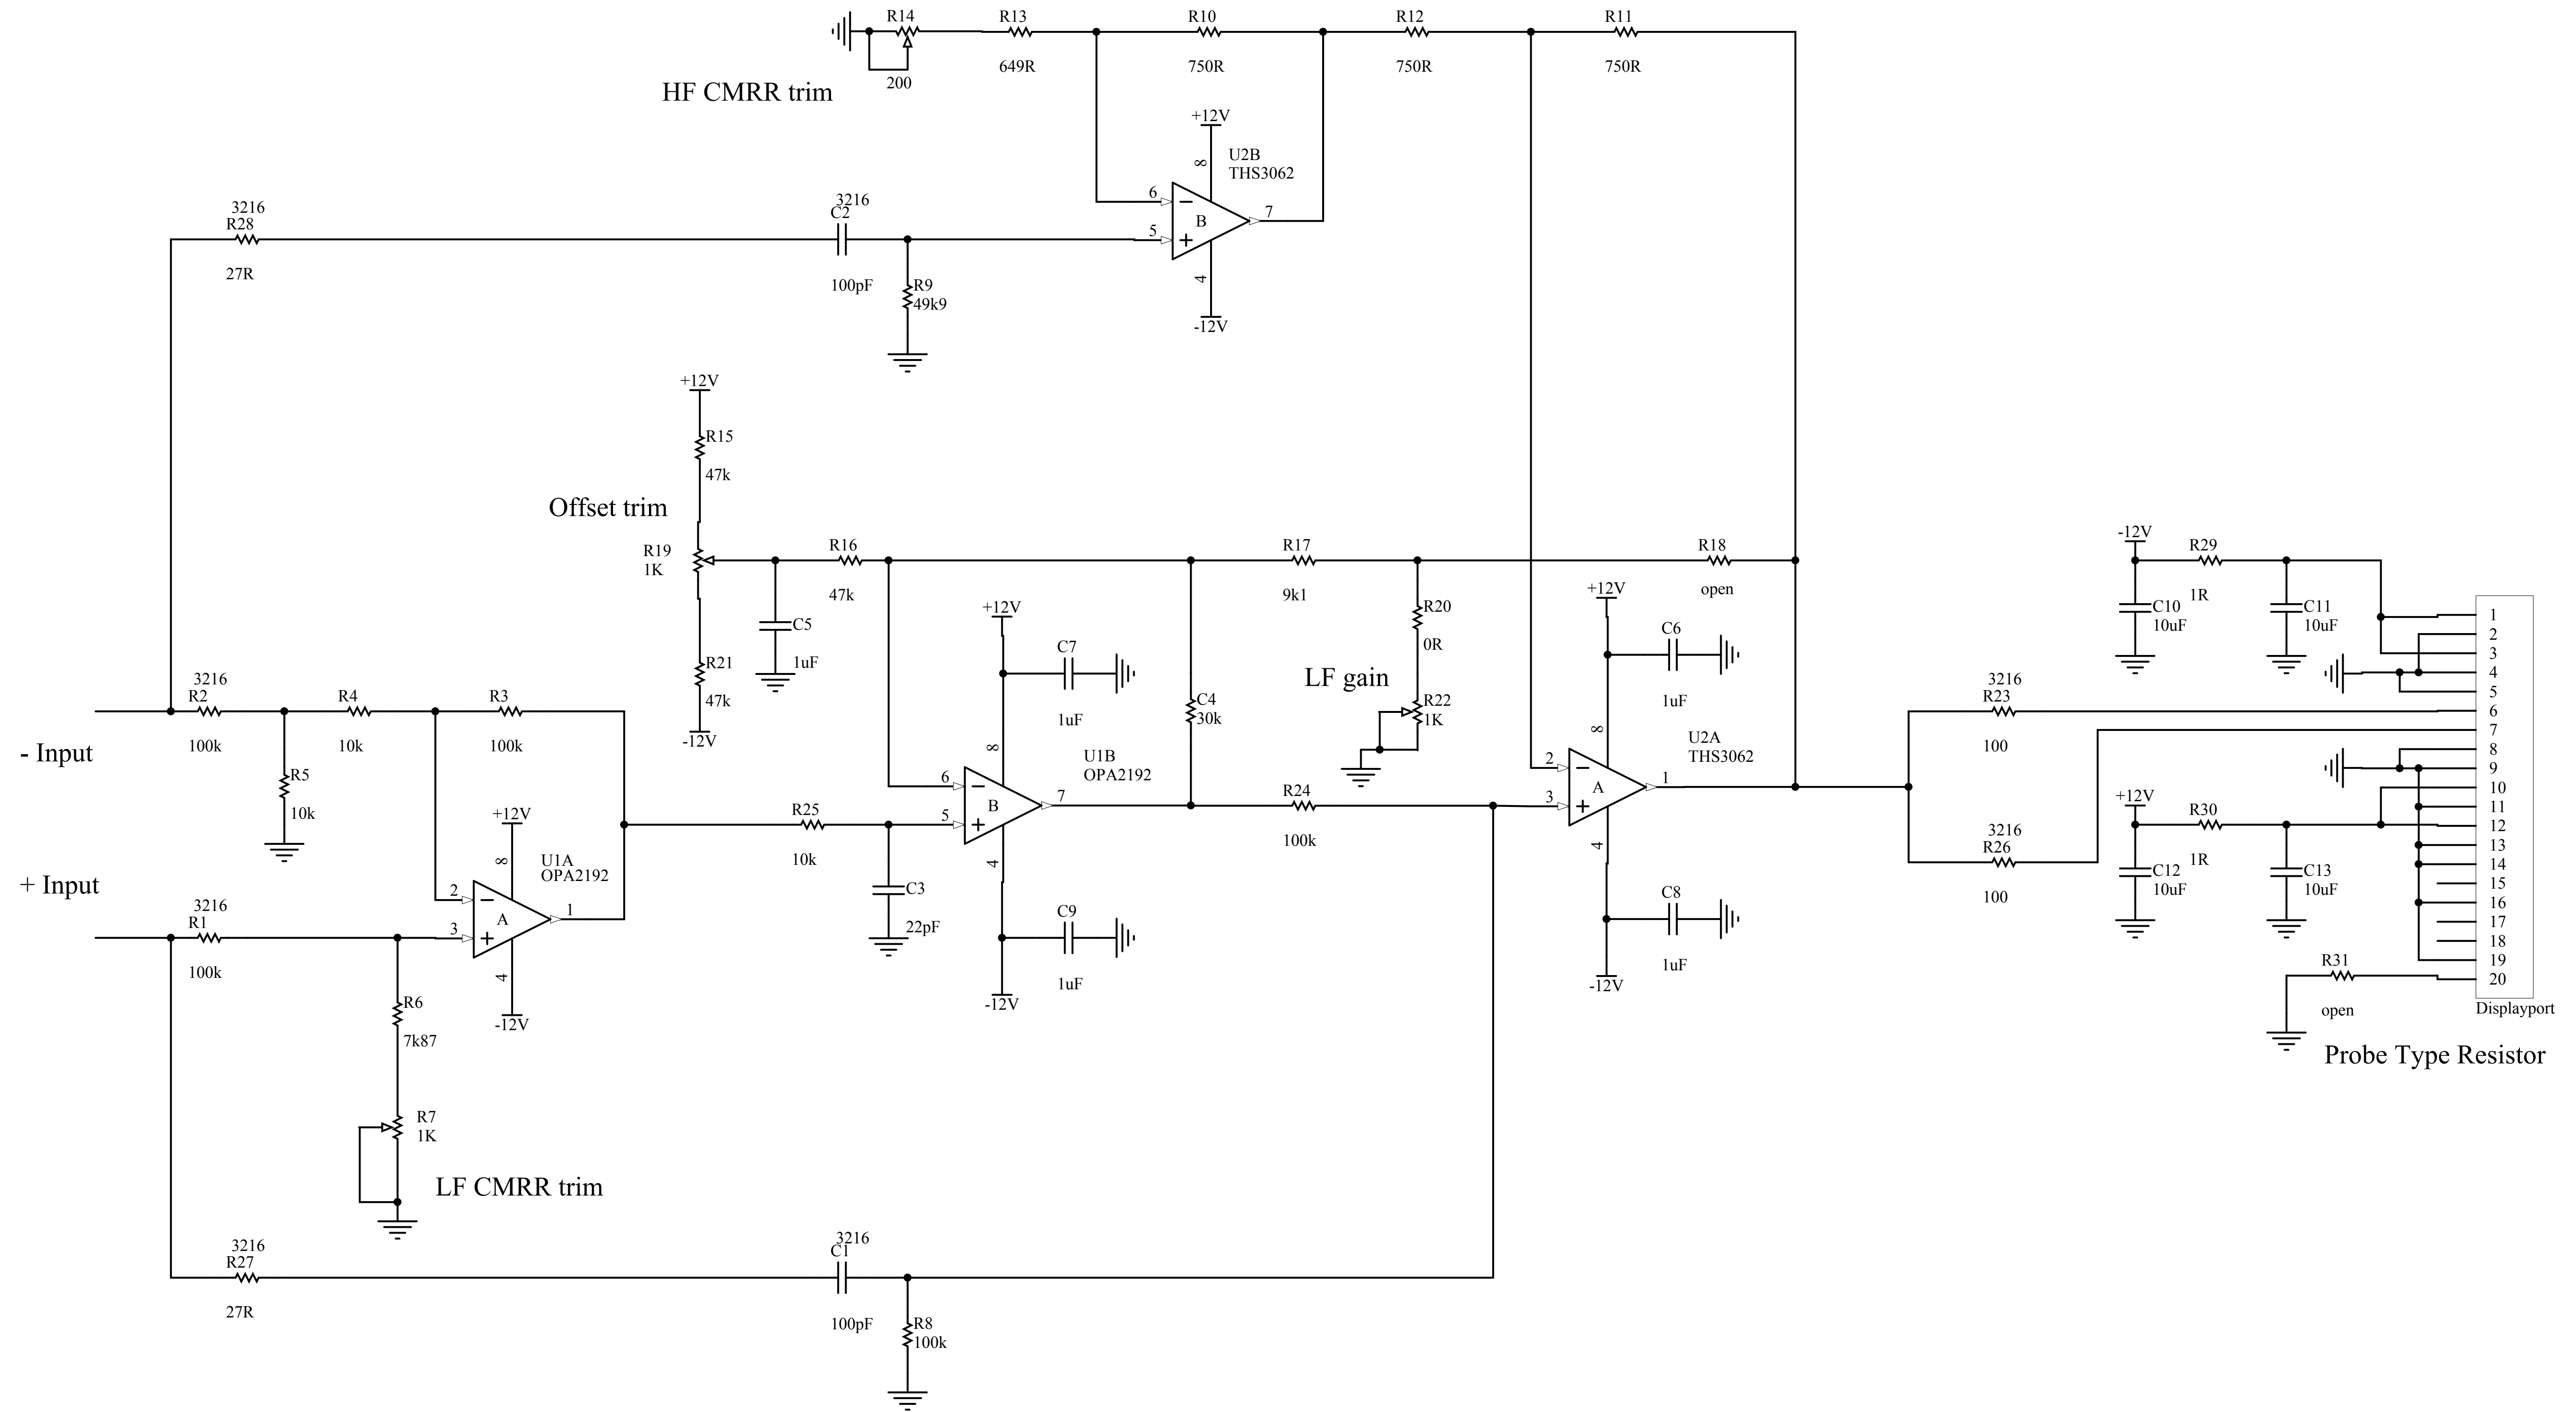 R14
R13
R10
R12
R11
200
649R
750R
750R
750R
HF CMRR trim
+12V
8
U2B
THS3062
6
B
7
5
4
-12V
3216
R28
27R
3216
C2
100pF
R9
49k9
+12V
R15
47k
Offset trim
R19
1K
R21
47k
-12V
C5
1uF
R16
47k
R17
9k1
R18
open
R20
0R
LF gain
R22
1K
+12V
C7
1uF
8
C4
30k
U1B
OPA2192
6
B
7
5
4
C9
1uF
-12V
+12V
C6
1uF
8
U2A
THS3062
2
A
1
3
4
C8
1uF
-12V
3216
R2
100k
R4
10k
R3
100k
- Input
R5
10k
+12V
8
U1A
OPA2192
2
A
1
3
4
-12V
+ Input
3216
R1
100k
R6
7k87
R7
1K
LF CMRR trim
R25
10k
C3
22pF
R24
100k
3216
R27
27R
3216
C1
100pF
R8
100k
3216
R23
100
3216
R26
100
-12V
R29
1R
C10
10uF
C11
10uF
+12V
R30
1R
C12
10uF
C13
10uF
R31
open
1
2
3
4
5
6
7
8
9
10
11
12
13
14
15
16
17
18
19
20
Displayport
Probe Type Resistor